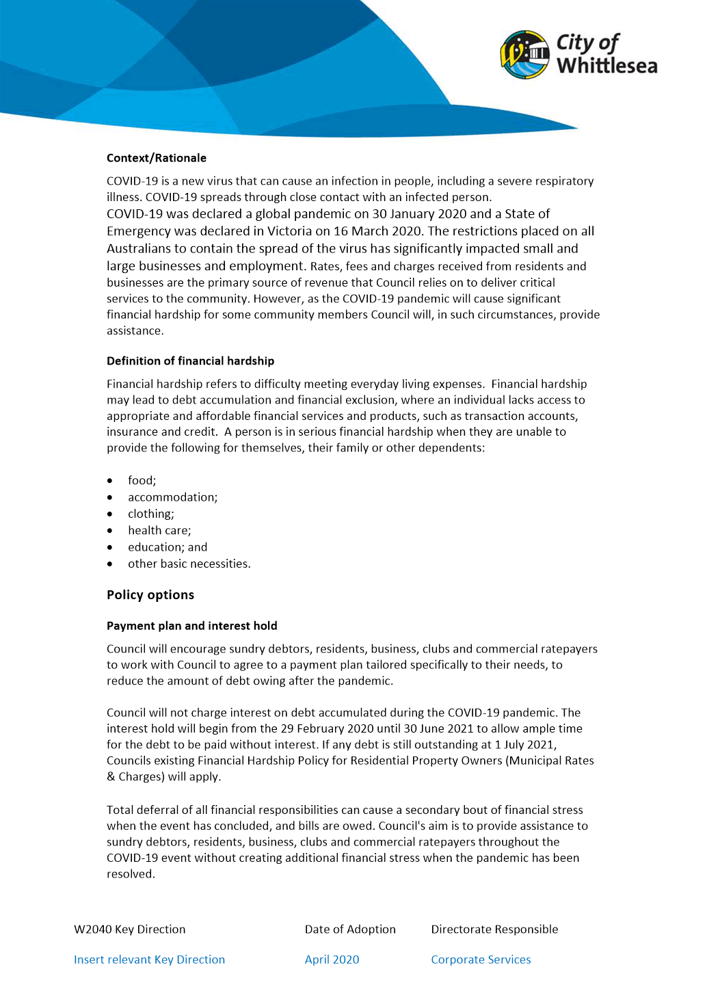 City of
Whittlesea
Context/Rationale
COVID-19 is a new virus that can cause an infection in people, including a severe respiratory
illness. COVID-19 spreads through close contact with an infected person.
COVID-19 was declared a global pandemic on 30 January 2020 and a State of
Emergency was declared in Victoria on 16 March 2020. The restrictions placed on all
Australians to contain the spread of the virus has significantly impacted small and
large businesses and employment. Rates, fees and charges received from residents and
businesses are the primary source of revenue that Council relies on to deliver critical
services to the community. However, as the COVID-19 pandemic will cause significant
financial hardship for some community members Council will, in such circumstances, provide
assistance.
Definition of financial hardship
Financial hardship refers to difficulty meeting everyday living expenses.  Financial hardship
may lead to debt accumulation and financial exclusion, where an individual lacks access to
appropriate and affordable financial services and products, such as transaction accounts,
insurance and credit.  A person is in serious financial hardship when they are unable to
provide the following for themselves, their family or other dependents:
• food;
• accommodation;
• clothing;
• health care;
• education; and
• other basic necessities.
Policy options
Payment plan and interest hold
Council will encourage sundry debtors, residents, business, clubs and commercial ratepayers
to work with Council to agree to a payment plan tailored specifically to their needs, to
reduce the amount of debt owing after the pandemic.
Council will not charge interest on debt accumulated during the COVID-19 pandemic. The
interest hold will begin from the 29 February 2020 until 30 June 2021 to allow ample time
for the debt to be paid without interest. If any debt is still outstanding at 1 July 2021,
Councils existing Financial Hardship Policy for Residential Property Owners (Municipal Rates
& Charges) will apply.
Total deferral of all financial responsibilities can cause a secondary bout of financial stress
when the event has concluded, and bills are owed. Council's aim is to provide assistance to
sundry debtors, residents, business, clubs and commercial ratepayers throughout the
COVID-19 event without creating additional financial stress when the pandemic has been
resolved.
W2040 Key Direction Date of Adoption Directorate Responsible
Insert relevant Key Direction April 2020 Corporate Services